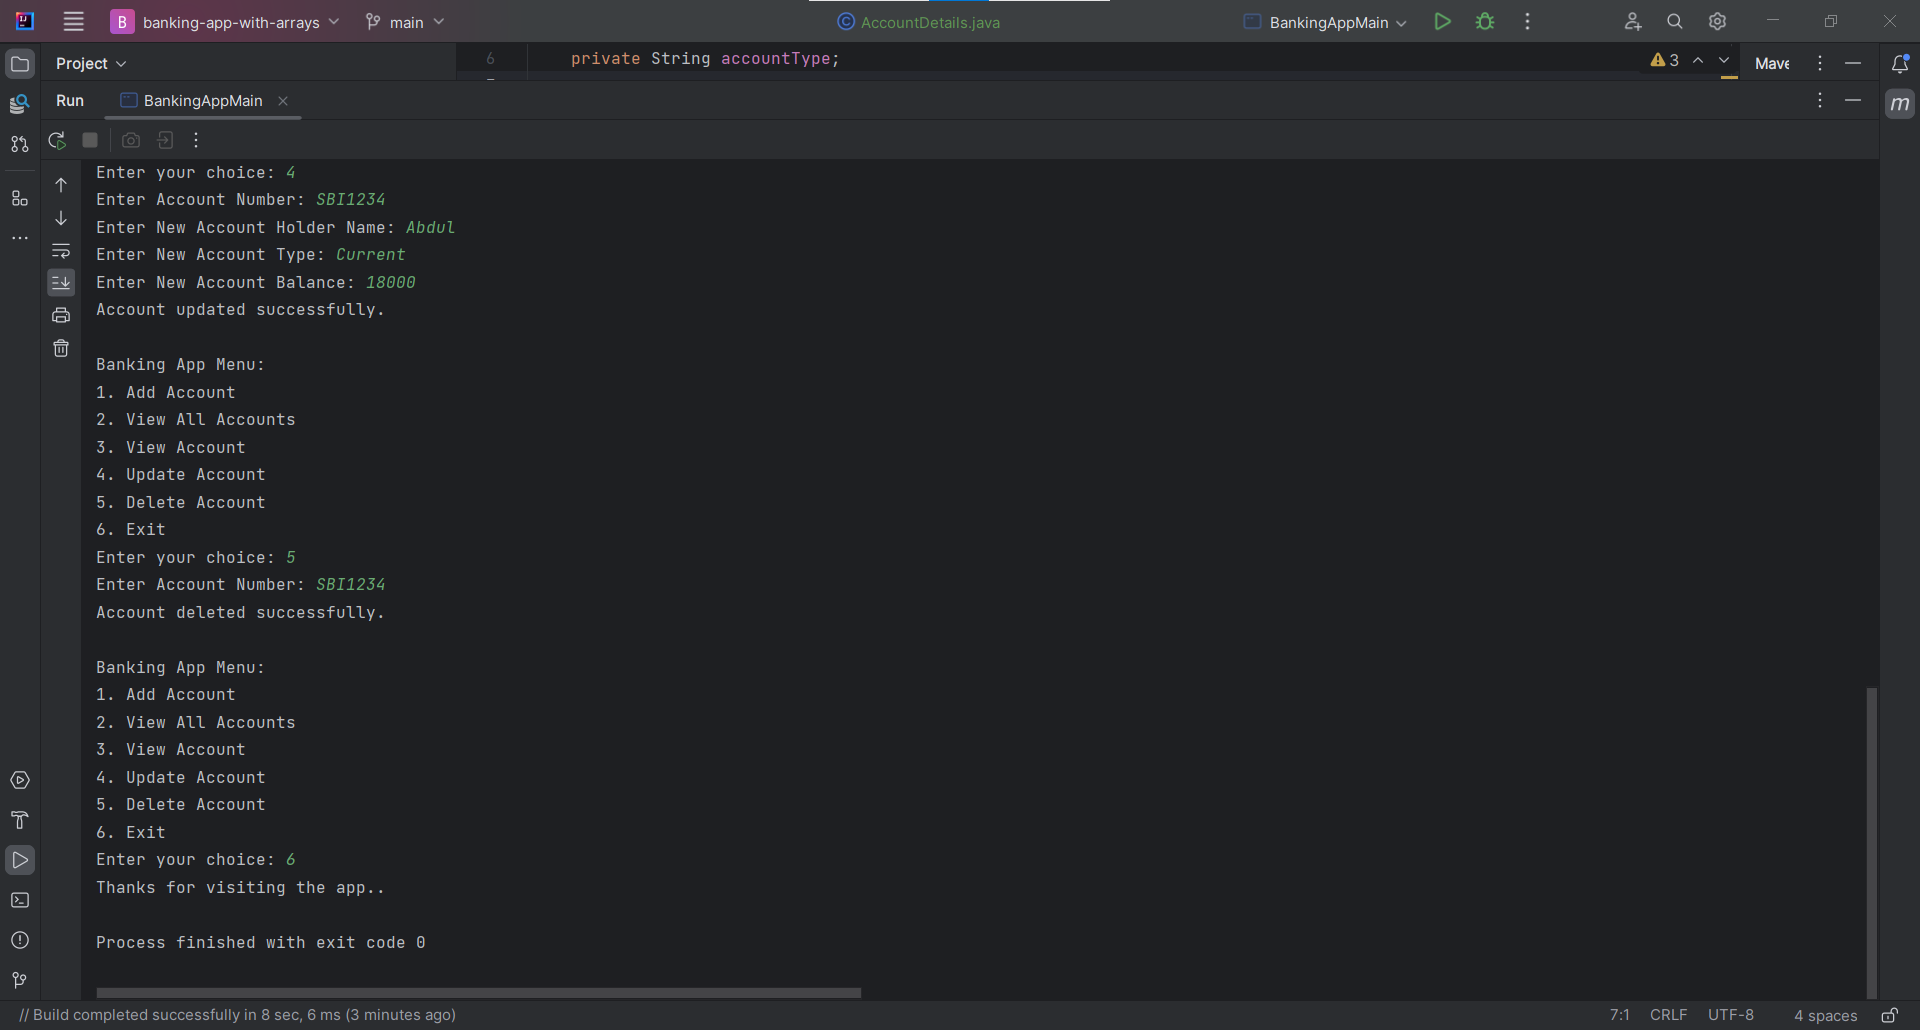 B banking-app-with-arrays main AccountDetails.java BankingAppMain
Project 6 private String accountType; 3 Mave
Run BankingAppMain
Enter your choice: 4
Enter Account Number: SBI1234
Enter New Account Holder Name: Abdul
Enter New Account Type: Current
Enter New Account Balance: 18000
Account updated successfully.
Banking App Menu:
1. Add Account
2. View All Accounts
3. View Account
4. Update Account
5. Delete Account
6. Exit
Enter your choice: 5
Enter Account Number: SBI1234
Account deleted successfully.
Banking App Menu:
1. Add Account
2. View All Accounts
3. View Account
4. Update Account
5. Delete Account
6. Exit
Enter your choice: 6
Thanks for visiting the app..
Process finished with exit code 0
// Build completed successfully in 8 sec, 6 ms (3 minutes ago) 7:1 CRLF UTF-8 4 spaces